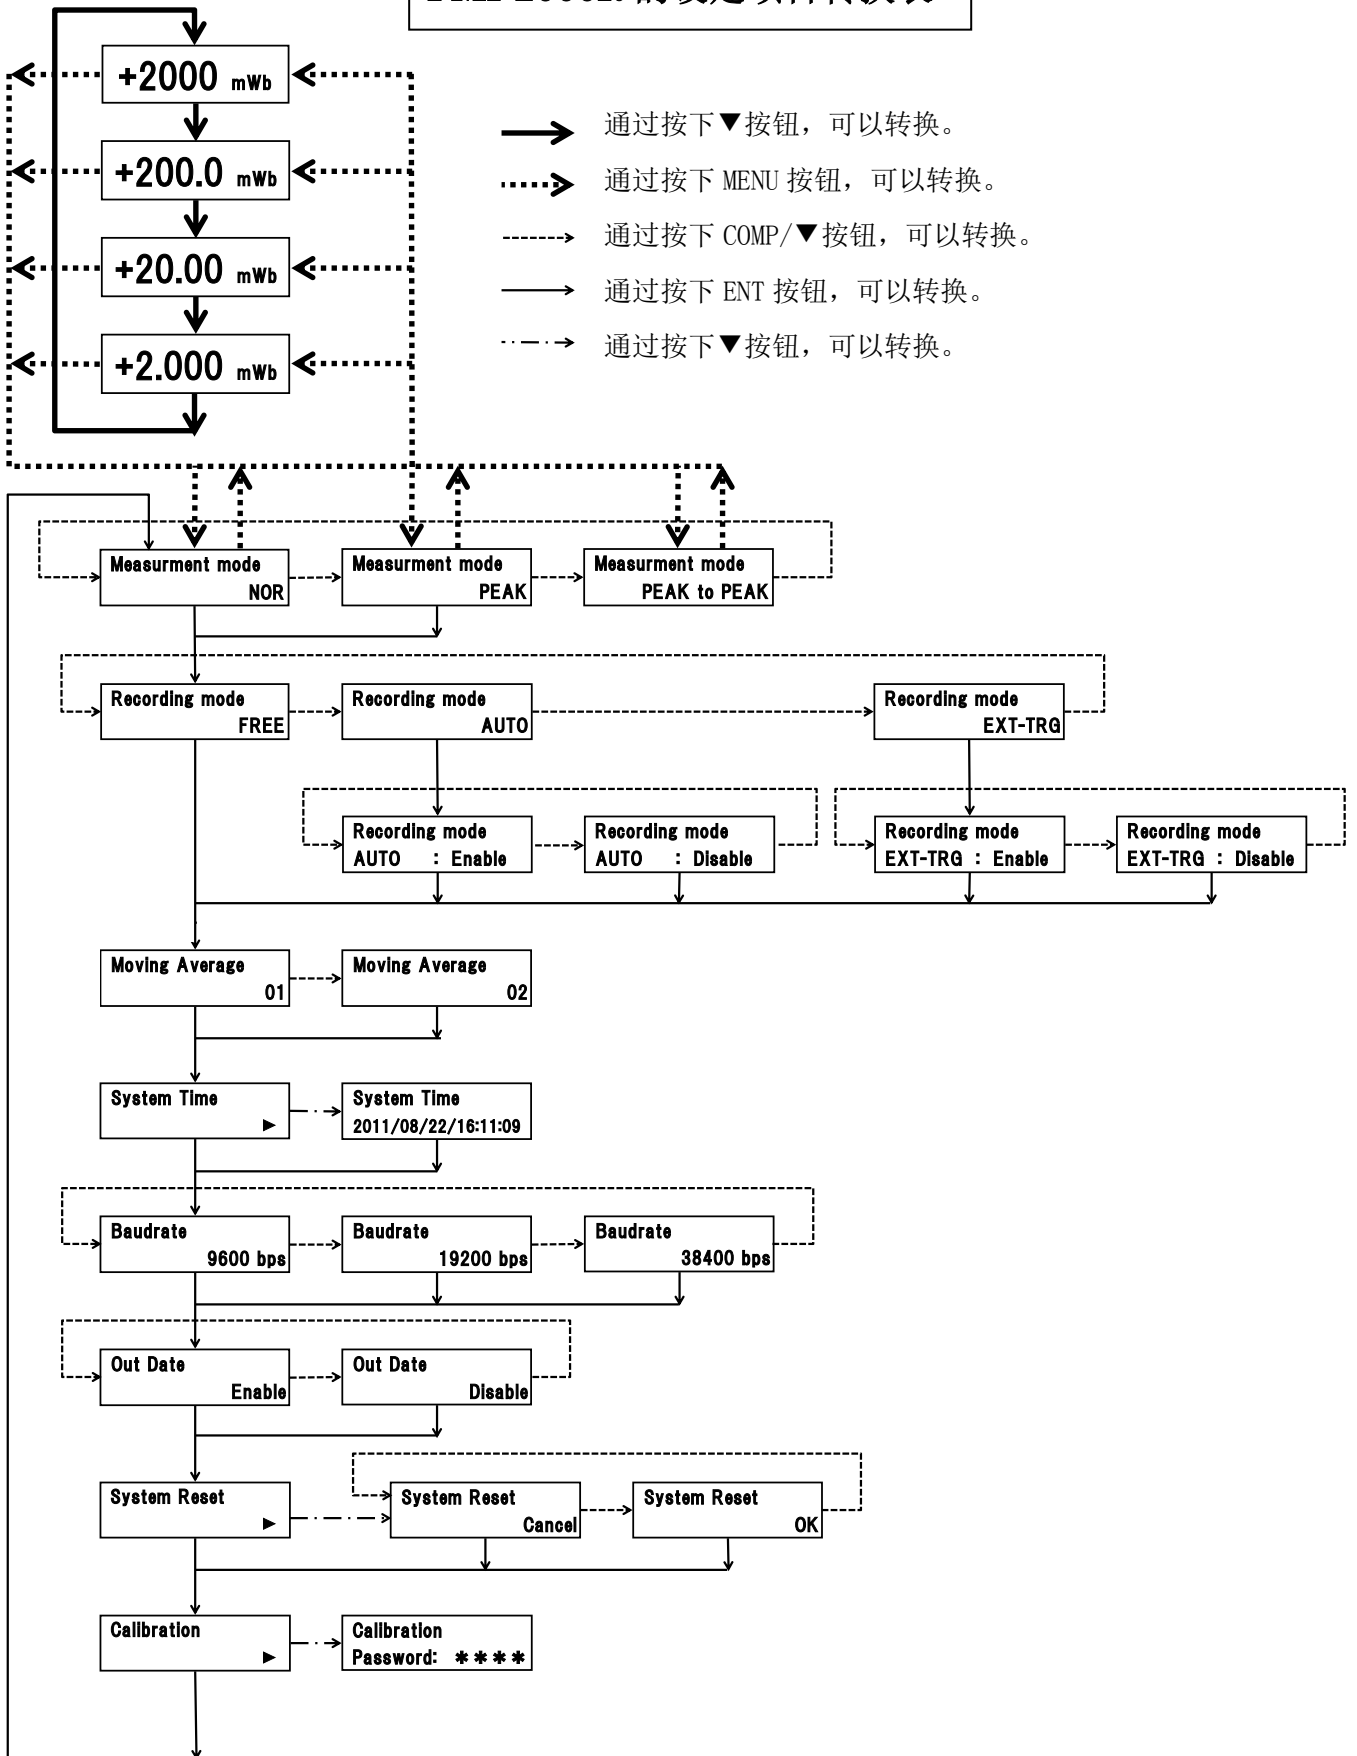 +2000 mWb
+200.0 mWb
+20.00 mWb
+2.000 mWb
通过按下▼按钮，可以转换。
通过按下 MENU 按钮，可以转换。
通过按下 COMP/▼按钮，可以转换。
通过按下 ENT 按钮，可以转换。
通过按下▼按钮，可以转换。
Measurment mode
NOR
Measurment mode
PEAK
Measurment mode
PEAK to PEAK
Recording mode
FREE
Recording mode
AUTO
Recording mode
EXT-TRG
Recording mode
AUTO : Enable
Recording mode
AUTO : Disable
Recording mode
EXT-TRG : Enable
Recording mode
EXT-TRG : Disable
Moving Average
01
Moving Average
02
System Time
►
System Time
2011/08/22/16:11:09
Baudrate
9600 bps
Baudrate
19200 bps
Baudrate
38400 bps
Out Date
Enable
Out Date
Disable
System Reset
►
System Reset
Cancel
System Reset
OK
Calibration
►
Calibration
Password: ＊＊＊＊